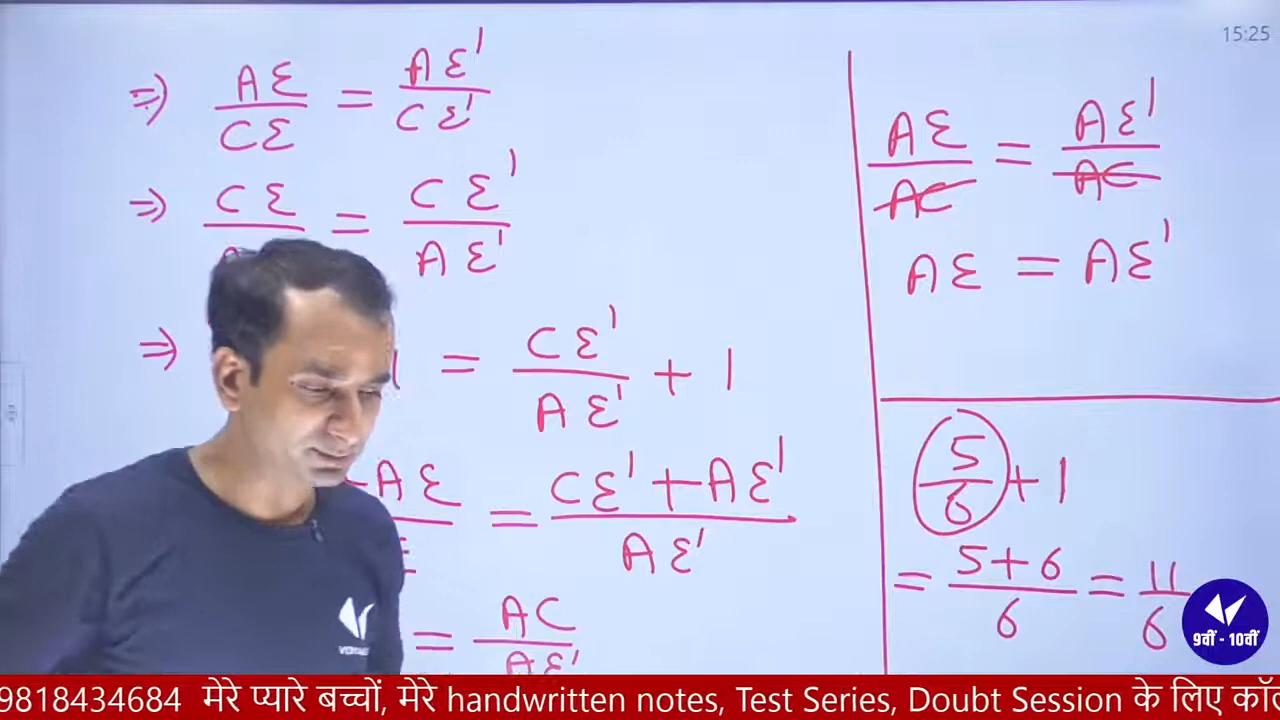 15:25
⇒ AE/CE = AE'/CE'
⇒ CE/A = CE'/AE'
⇒ 1 = CE'/AE' + 1
AE = CE' + AE'/AE'
= AC/AE'
AE/AC = AE'/AC
AE = AE'
5/6 + 1
= 5+6/6 = 11/6
9वीं - 10वीं
9818434684 मेरे प्यारे बच्चों, मेरे handwritten notes, Test Series, Doubt Session के लिए